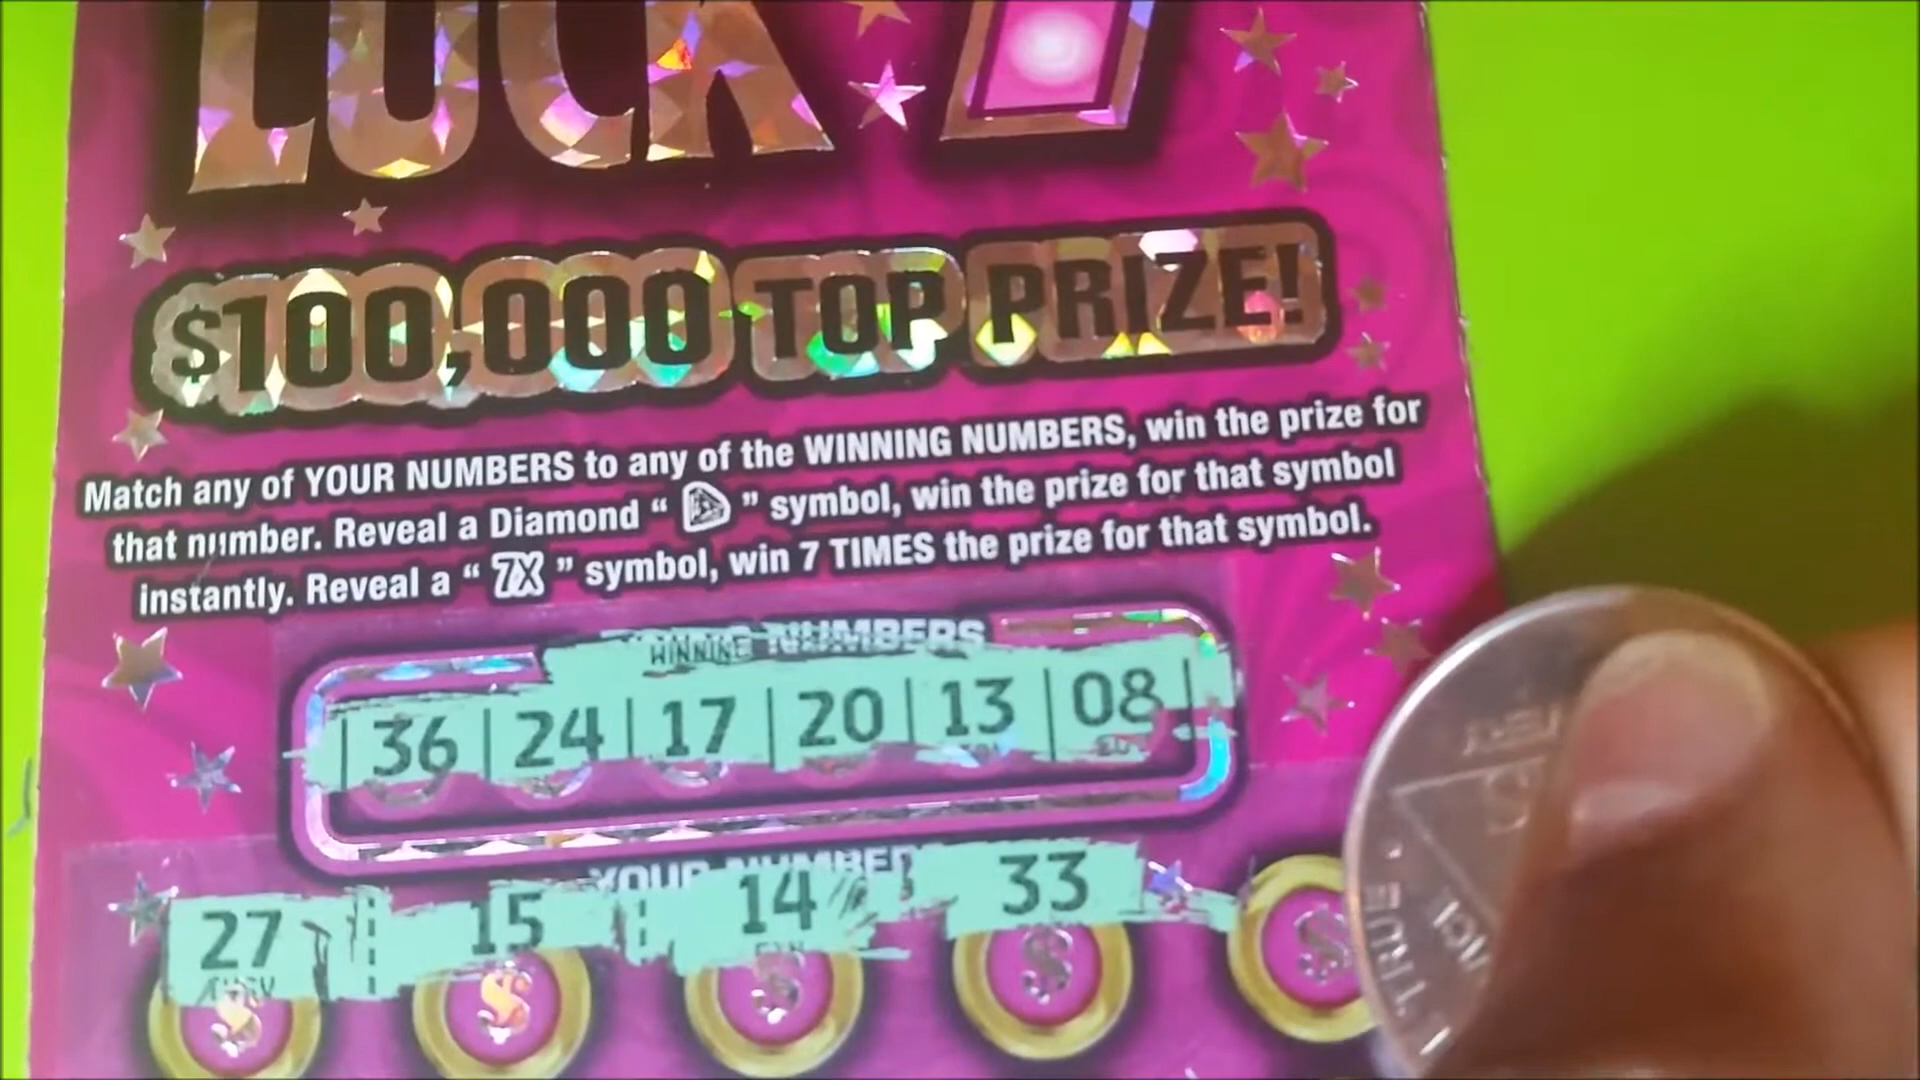 LUCK 7
$100,000 TOP PRIZE!
Match any of YOUR NUMBERS to any of the WINNING NUMBERS, win the prize for
that number. Reveal a Diamond “ ” symbol, win the prize for that symbol
instantly. Reveal a “ 7X ” symbol, win 7 TIMES the prize for that symbol.
WINNING NUMBERS
36 24 17 20 13 08
YOUR NUMBER
27 15 14 33
$ $ $ $ $